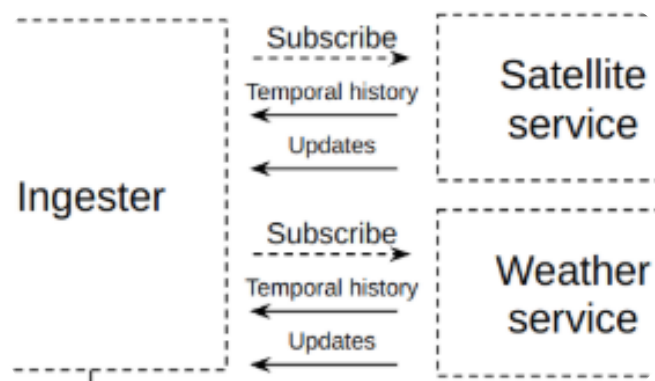 Subscribe
Temporal history
Updates
Satellite
service
Ingester
Subscribe
Temporal history
Updates
Weather
service